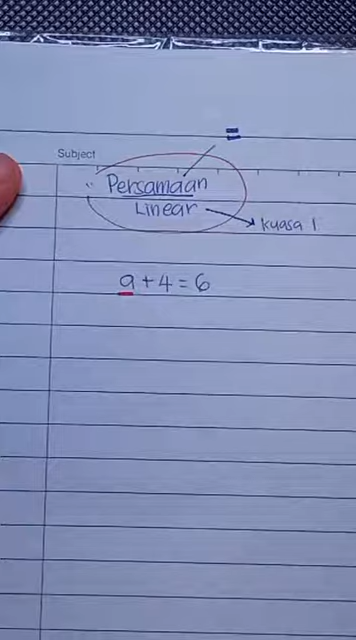 =
Subject
Persamaan
Linear
kuasa 1
a + 4 = 6